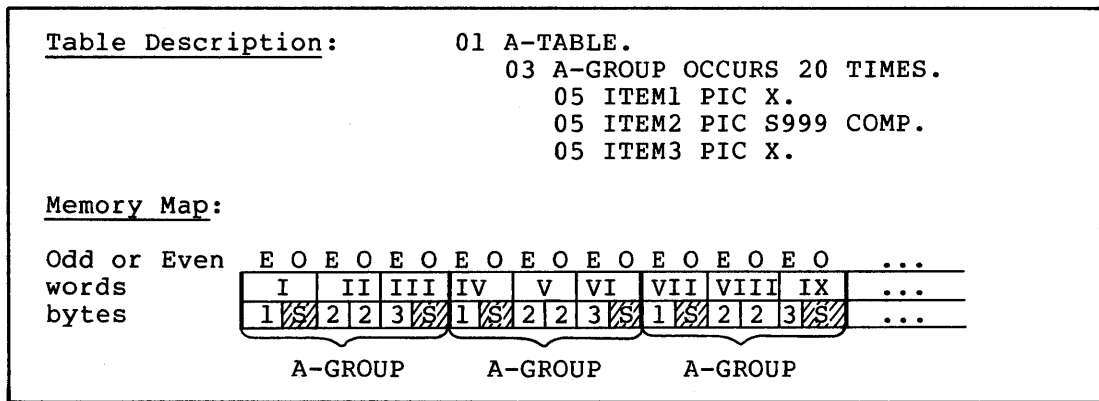 Table Description: 01 A-TABLE.
03 A-GROUP OCCURS 20 TIMES.
05 ITEM1 PIC X.
05 ITEM2 PIC S999 COMP.
05 ITEM3 PIC X.
Memory Map:
Odd or Even E O E O E O E O E O E O E O E O E O ...
words I II III IV V VI VII VIII IX ...
bytes 1 S 2 2 3 S 1 S 2 2 3 S 1 S 2 2 3 S ...
A-GROUP A-GROUP A-GROUP